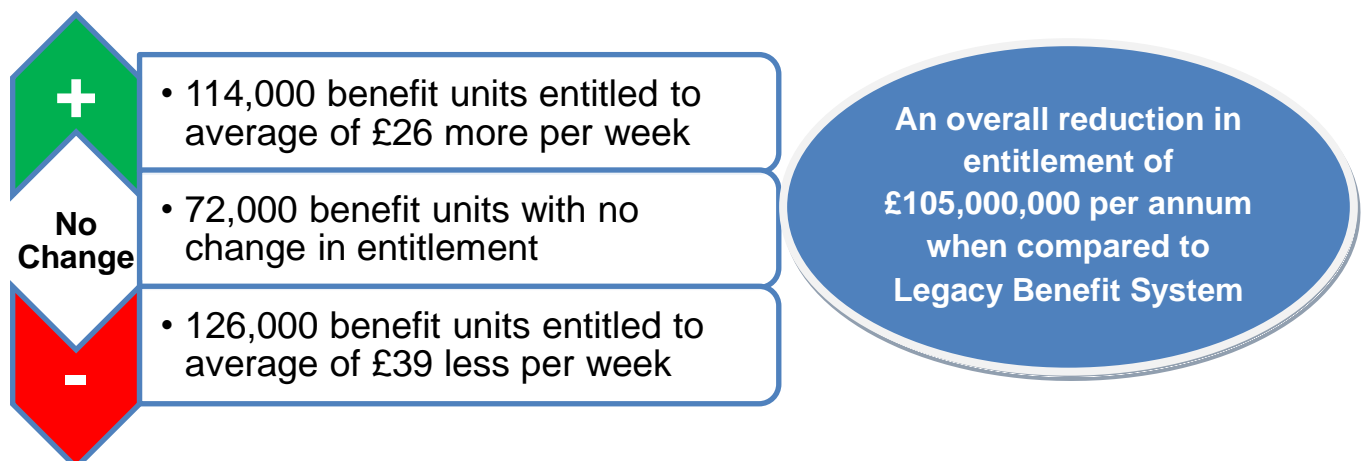 +
• 114,000 benefit units entitled to
average of £26 more per week
No
Change
• 72,000 benefit units with no
change in entitlement
-
• 126,000 benefit units entitled to
average of £39 less per week
An overall reduction in
entitlement of
£105,000,000 per annum
when compared to
Legacy Benefit System